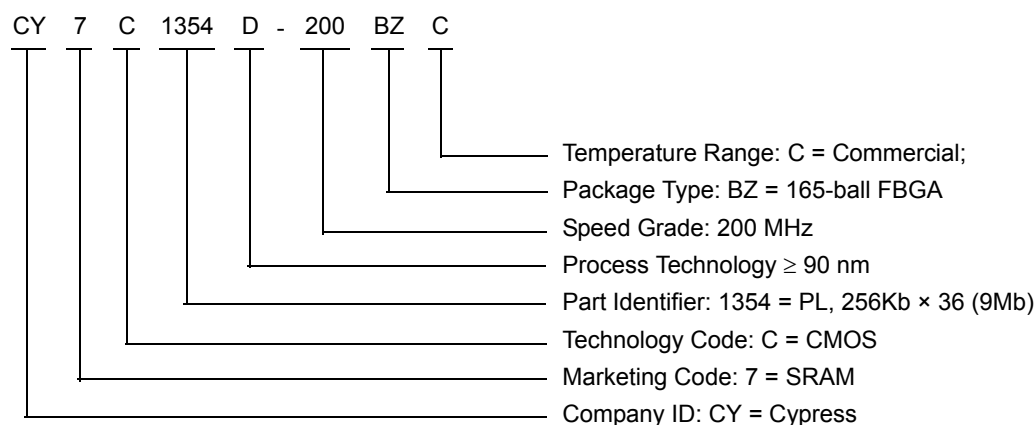 CY 7 C 1354 D - 200 BZ C
Temperature Range: C = Commercial;
Package Type: BZ = 165-ball FBGA
Speed Grade: 200 MHz
Process Technology ≥ 90 nm
Part Identifier: 1354 = PL, 256Kb × 36 (9Mb)
Technology Code: C = CMOS
Marketing Code: 7 = SRAM
Company ID: CY = Cypress